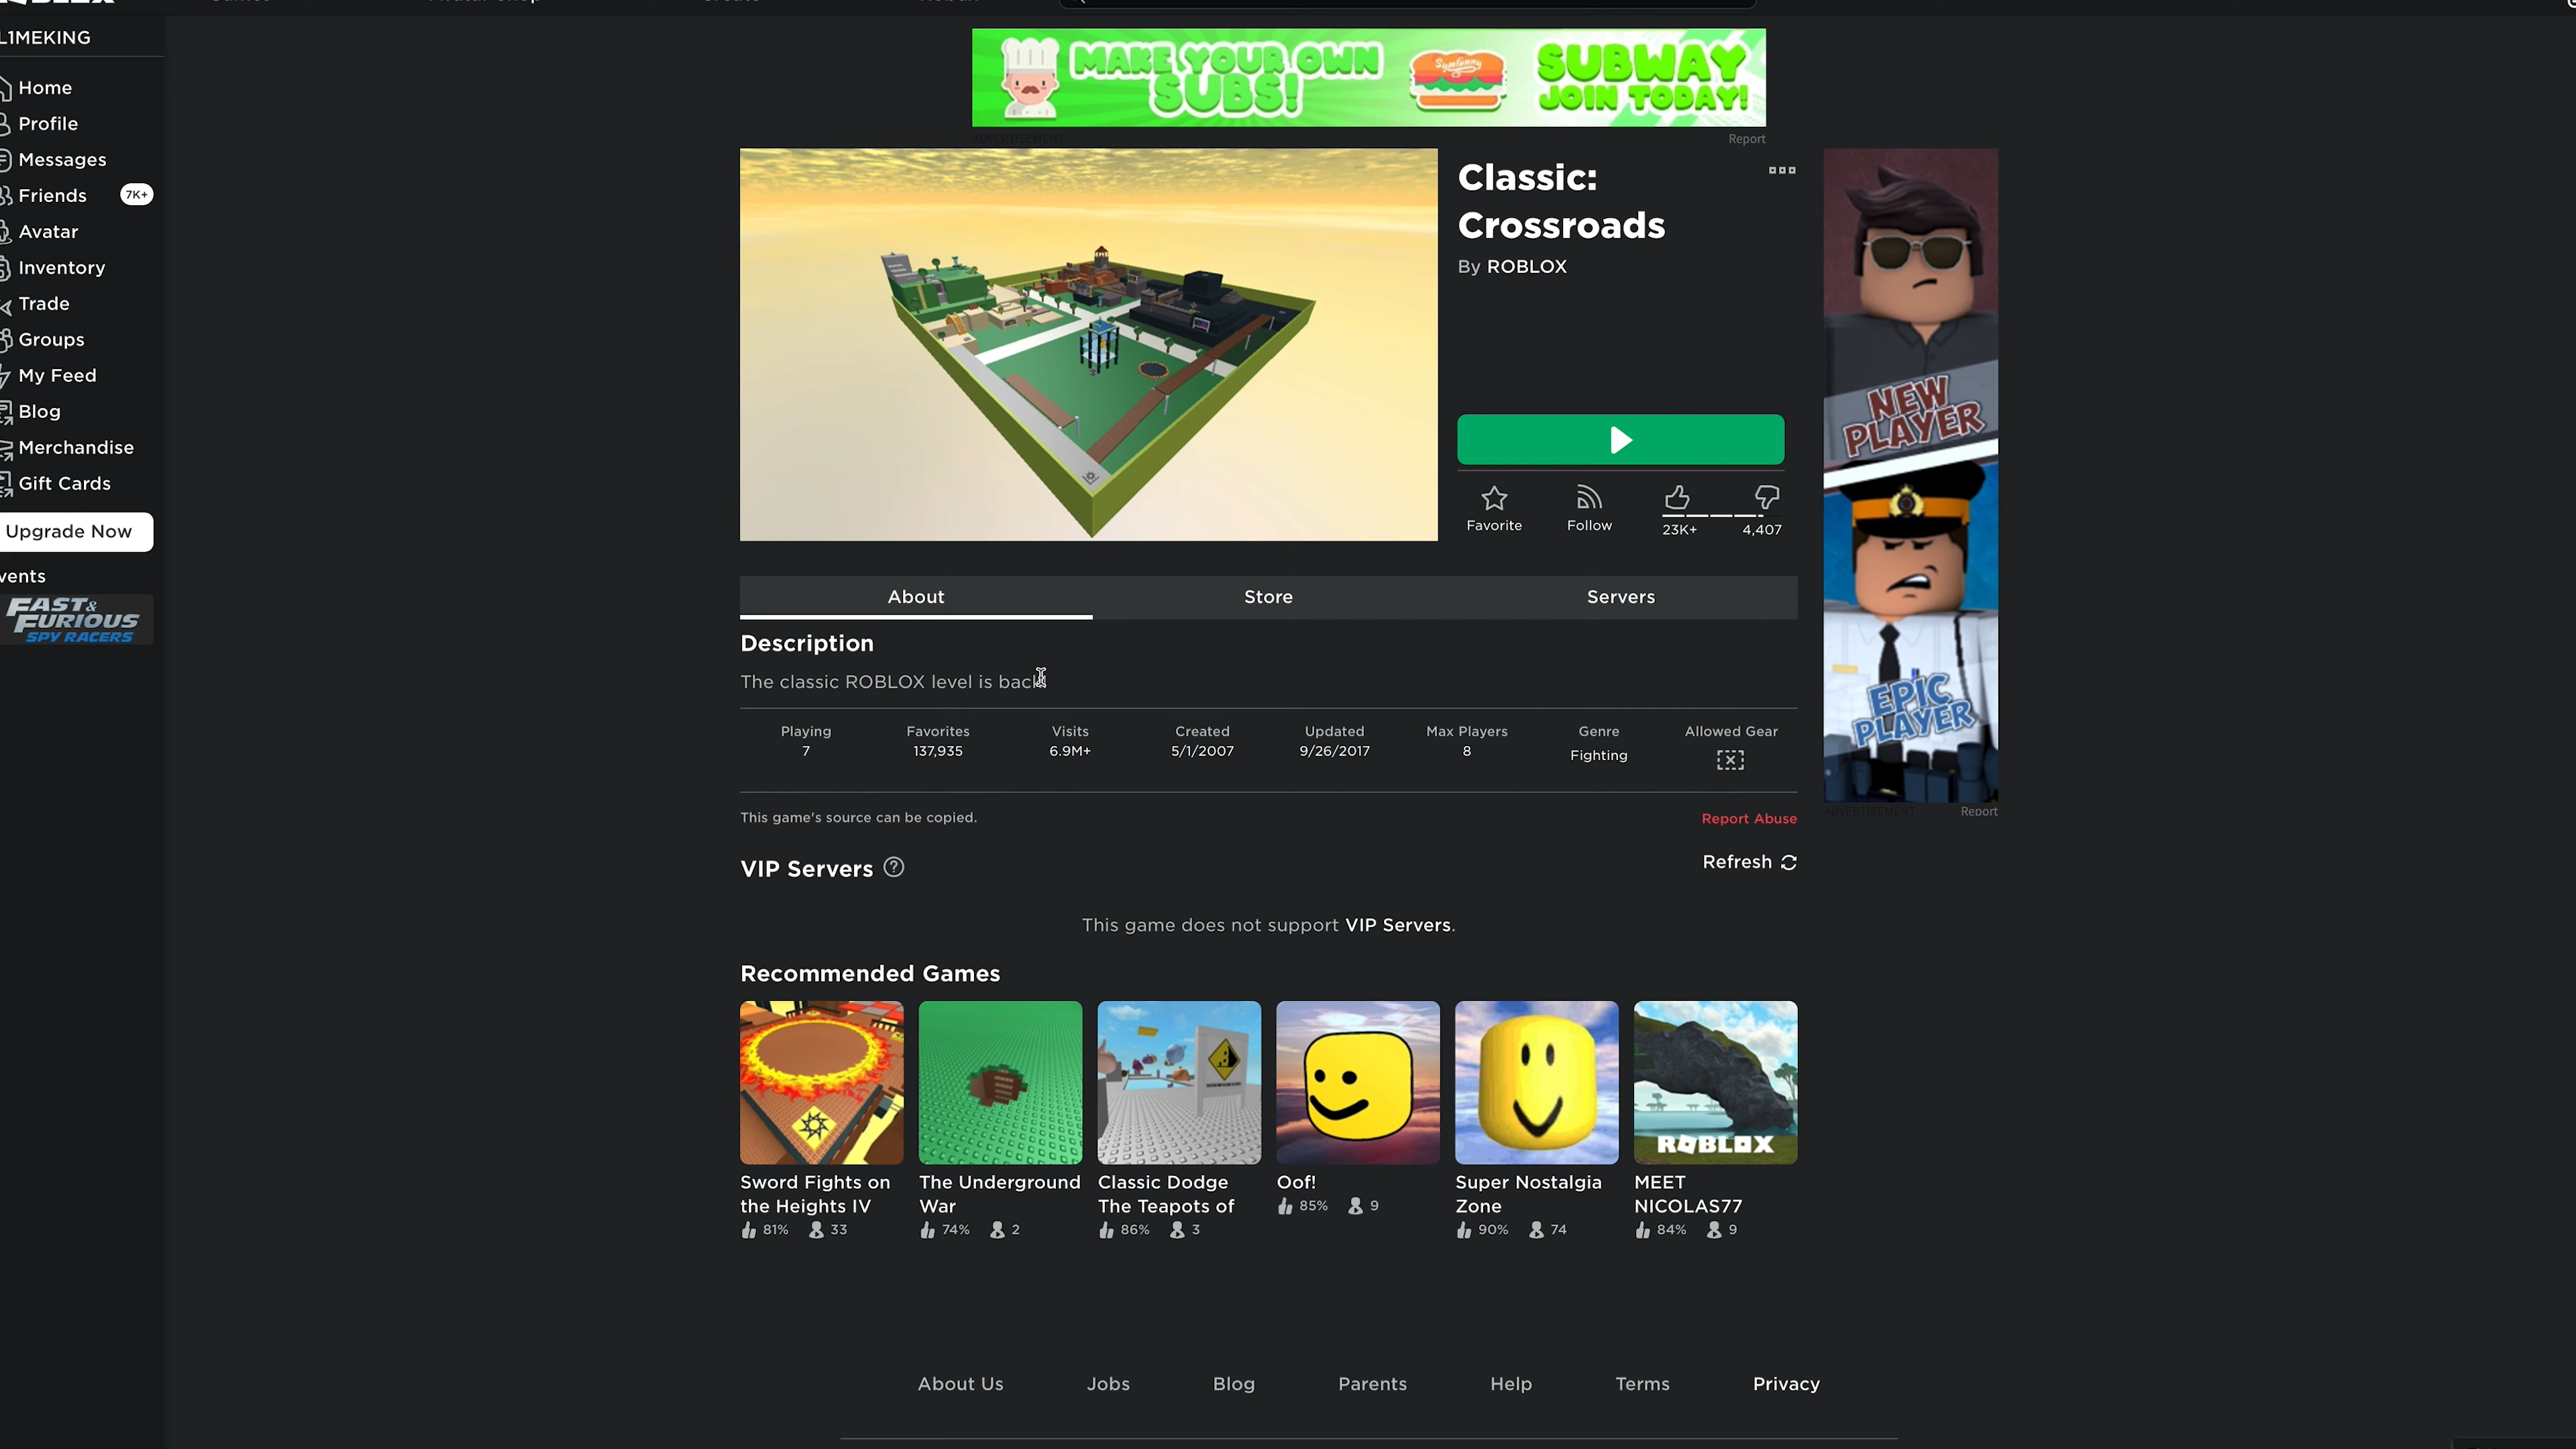 L1MEKING
Home
Profile
Messages
Friends 7K+
Avatar
Inventory
Trade
Groups
My Feed
Blog
Merchandise
Gift Cards
Upgrade Now
vents
FAST &
FURIOUS
SPY RACERS
MAKE YOUR OWN
SUBS!
SUBWAY
JOIN TODAY!
ADVERTISEMENT
Report
Classic:
Crossroads
By ROBLOX
Favorite
Follow
23K+
4,407
NEW
PLAYER
EPIC
PLAYER
ADVERTISEMENT
Report
About
Store
Servers
Description
The classic ROBLOX level is back
Playing Favorites Visits Created Updated Max Players Genre Allowed Gear
7 137,935 6.9M+ 5/1/2007 9/26/2017 8 Fighting
This game's source can be copied.
Report Abuse
VIP Servers ?
Refresh
This game does not support VIP Servers.
Recommended Games
ROBLOX
Sword Fights on
the Heights IV
81% 33
The Underground
War
74% 2
Classic Dodge
The Teapots of
86% 3
Oof!
85% 9
Super Nostalgia
Zone
90% 74
MEET
NICOLAS77
84% 9
About Us
Jobs
Blog
Parents
Help
Terms
Privacy